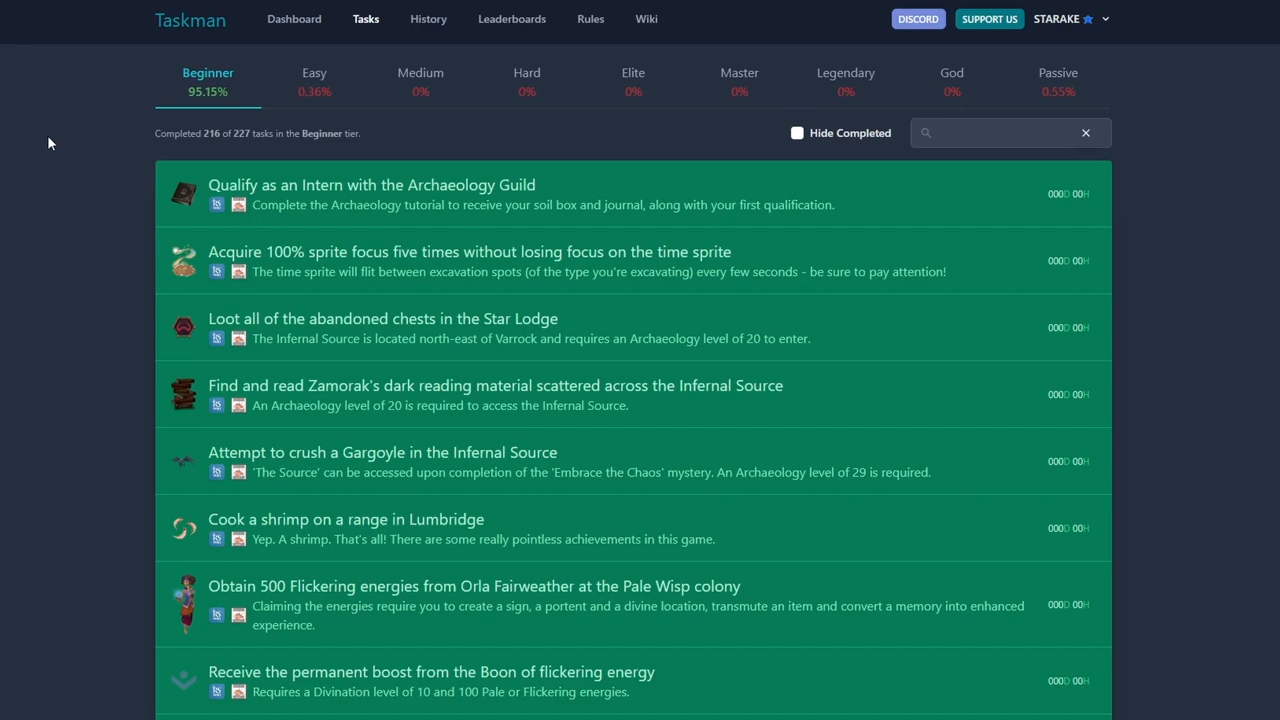 Taskman Dashboard Tasks History Leaderboards Rules Wiki DISCORD SUPPORT US STARAKE
Beginner Easy Medium Hard Elite Master Legendary God Passive
95.15% 0.36% 0% 0% 0% 0% 0% 0% 0.55%
Completed 216 of 227 tasks in the Beginner tier. Hide Completed
Qualify as an Intern with the Archaeology Guild
Complete the Archaeology tutorial to receive your soil box and journal, along with your first qualification.
000D 00H
Acquire 100% sprite focus five times without losing focus on the time sprite
The time sprite will flit between excavation spots (of the type you're excavating) every few seconds - be sure to pay attention!
000D 00H
Loot all of the abandoned chests in the Star Lodge
The Infernal Source is located north-east of Varrock and requires an Archaeology level of 20 to enter.
000D 00H
Find and read Zamorak's dark reading material scattered across the Infernal Source
An Archaeology level of 20 is required to access the Infernal Source.
000D 00H
Attempt to crush a Gargoyle in the Infernal Source
'The Source' can be accessed upon completion of the 'Embrace the Chaos' mystery. An Archaeology level of 29 is required.
000D 00H
Cook a shrimp on a range in Lumbridge
Yep. A shrimp. That's all! There are some really pointless achievements in this game.
000D 00H
Obtain 500 Flickering energies from Orla Fairweather at the Pale Wisp colony
Claiming the energies require you to create a sign, a portent and a divine location, transmute an item and convert a memory into enhanced
experience.
000D 00H
Receive the permanent boost from the Boon of flickering energy
Requires a Divination level of 10 and 100 Pale or Flickering energies.
000D 00H